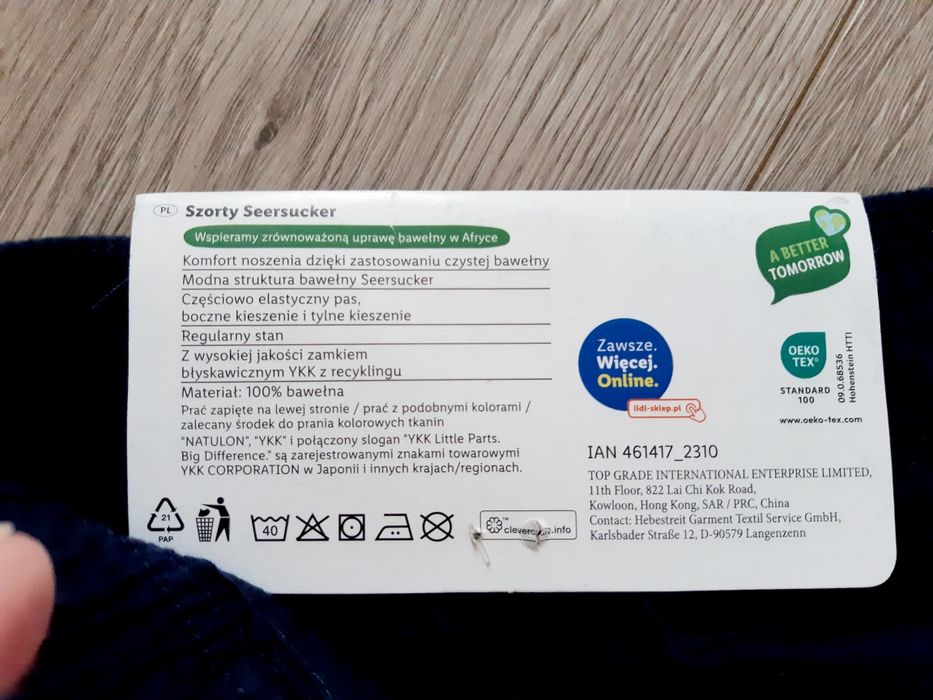 PL Szorty Seersucker
Wspieramy zrównoważoną uprawę bawełny w Afryce
Komfort noszenia dzięki zastosowaniu czystej bawełny
Modna struktura bawełny Seersucker
Częściowo elastyczny pas,
boczne kieszenie i tylne kieszenie
Regularny stan
Z wysokiej jakości zamkiem
błyskawicznym YKK z recyklingu
Materiał: 100% bawełna
Prać zapięte na lewej stronie / prać z podobnymi kolorami /
zalecany środek do prania kolorowych tkanin
"NATULON", "YKK" i połączony slogan "YKK Little Parts.
Big Difference." są zarejestrowanymi znakami towarowymi
YKK CORPORATION w Japonii i innych krajach/regionach.
21
PAP
40
™
.info
A BETTER
TOMORROW
Zawsze.
Więcej.
Online.
lidl-sklep.pl
OEKO
TEX®
STANDARD
100
09.0.68536
Hohenstein HTTI
www.oeko-tex.com
IAN 461417_2310
TOP GRADE INTERNATIONAL ENTERPRISE LIMITED,
11th Floor, 822 Lai Chi Kok Road,
Kowloon, Hong Kong, SAR / PRC, China
Contact: Hebestreit Garment Textil Service GmbH,
Karlsbader Straße 12, D-90579 Langenzenn